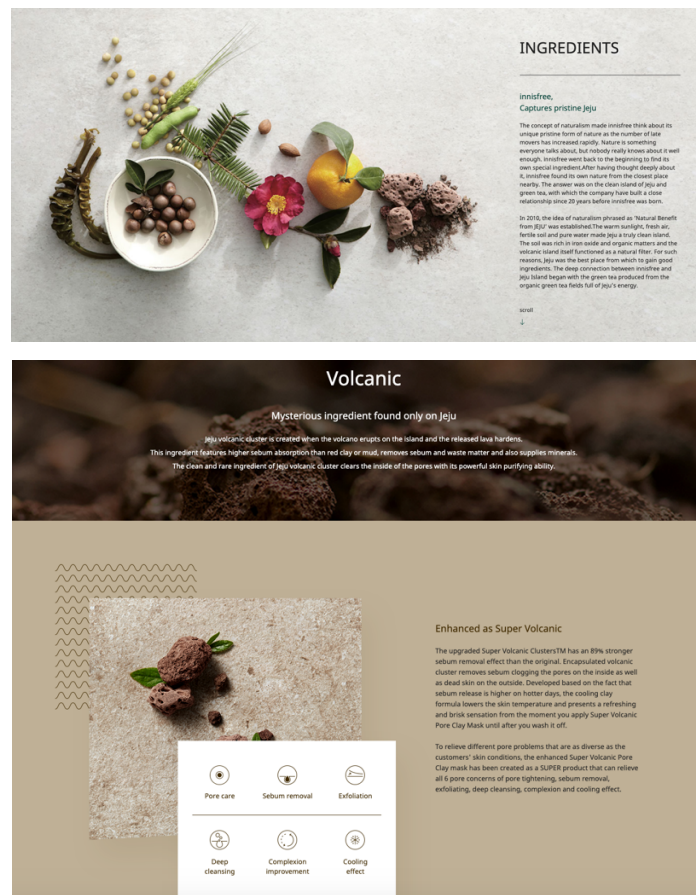 INGREDIENTS
innisfree,
Captures pristine Jeju
The concept of naturalism made innisfree think about its
unique pristine form of nature as the number of late
movers has increased rapidly. Nature is something
everyone talks about, but nobody really knows about it well
enough. innisfree went back to the beginning to find its
own special ingredient.After having thought deeply about
it, innisfree found its own nature from the closest place
nearby. The answer was on the clean island of Jeju and
green tea, with which the company have built a close
relationship since 20 years before innisfree was born.
In 2010, the idea of naturalism phrased as 'Natural Benefit
from JEJU' was established.The warm sunlight, fresh air,
fertile soil and pure water made Jeju a truly clean island.
The soil was rich in iron oxide and organic matters and the
volcanic island itself functioned as a natural filter. For such
reasons, Jeju was the best place from which to gain good
ingredients. The deep connection between innisfree and
Jeju Island began with the green tea produced from the
organic green tea fields full of Jeju's energy.
scroll
Volcanic
Mysterious ingredient found only on Jeju
Jeju volcanic cluster is created when the volcano erupts on the island and the released lava hardens.
This ingredient features higher sebum absorption than red clay or mud, removes sebum and waste matter and also supplies minerals.
The clean and rare ingredient of Jeju volcanic cluster clears the inside of the pores with its powerful skin purifying ability.
Enhanced as Super Volcanic
The upgraded Super Volcanic ClustersTM has an 89% stronger
sebum removal effect than the original. Encapsulated volcanic
cluster removes sebum clogging the pores on the inside as well
as dead skin on the outside. Developed based on the fact that
sebum release is higher on hotter days, the cooling clay
formula lowers the skin temperature and presents a refreshing
and brisk sensation from the moment you apply Super Volcanic
Pore Clay Mask until after you wash it off.
To relieve different pore problems that are as diverse as the
customers' skin conditions, the enhanced Super Volcanic Pore
Clay mask has been created as a SUPER product that can relieve
all 6 pore concerns of pore tightening, sebum removal,
exfoliating, deep cleansing, complexion and cooling effect.
Pore care
Sebum removal
Exfoliation
Deep
cleansing
Complexion
improvement
Cooling
effect